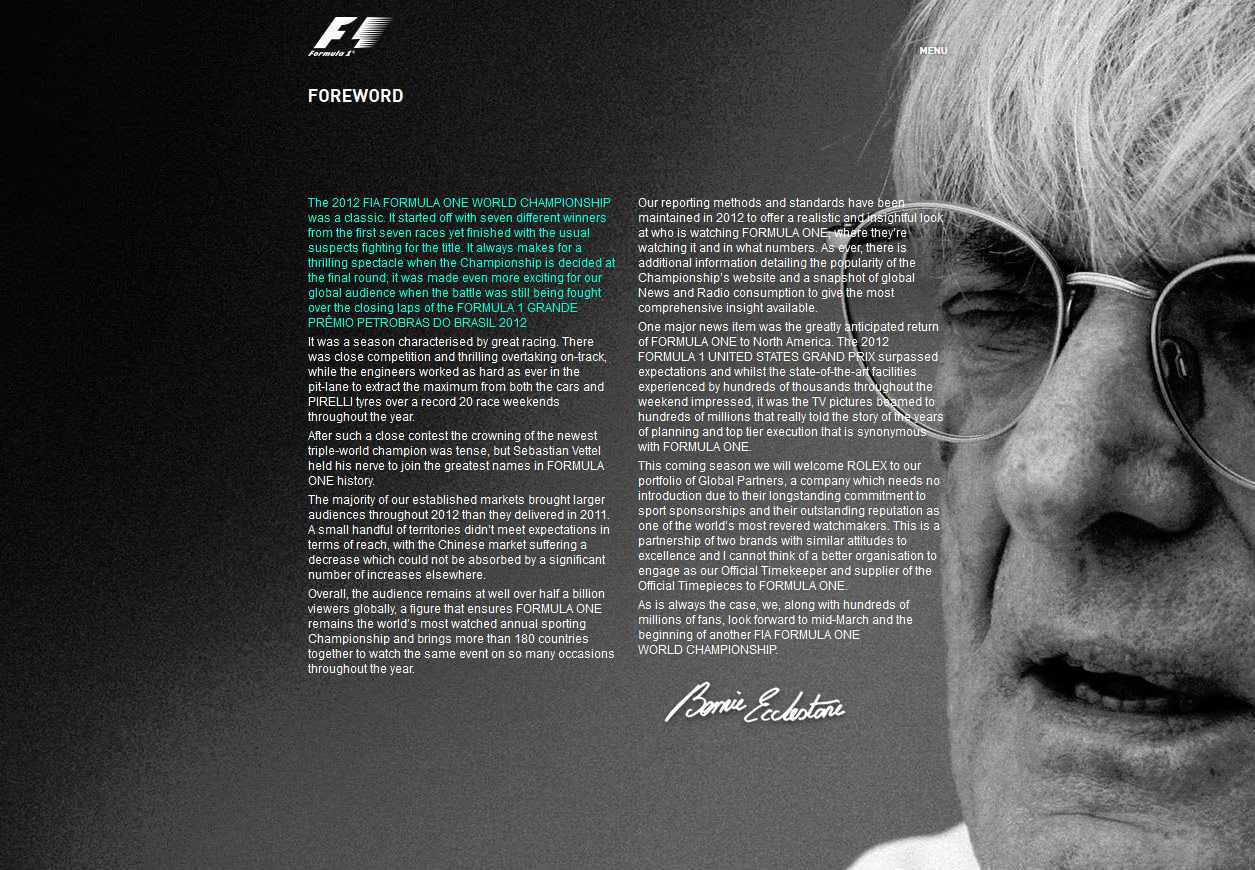 F1
Formula 1®
MENU
FOREWORD
The 2012 FIA FORMULA ONE WORLD CHAMPIONSHIP
was a classic. It started off with seven different winners
from the first seven races yet finished with the usual
suspects fighting for the title. It always makes for a
thrilling spectacle when the Championship is decided at
the final round; it was made even more exciting for our
global audience when the battle was still being fought
over the closing laps of the FORMULA 1 GRANDE
PRÊMIO PETROBRAS DO BRASIL 2012
It was a season characterised by great racing. There
was close competition and thrilling overtaking on-track,
while the engineers worked as hard as ever in the
pit-lane to extract the maximum from both the cars and
PIRELLI tyres over a record 20 race weekends
throughout the year.
After such a close contest the crowning of the newest
triple-world champion was tense, but Sebastian Vettel
held his nerve to join the greatest names in FORMULA
ONE history.
The majority of our established markets brought larger
audiences throughout 2012 than they delivered in 2011.
A small handful of territories didn't meet expectations in
terms of reach, with the Chinese market suffering a
decrease which could not be absorbed by a significant
number of increases elsewhere.
Overall, the audience remains at well over half a billion
viewers globally, a figure that ensures FORMULA ONE
remains the world's most watched annual sporting
Championship and brings more than 180 countries
together to watch the same event on so many occasions
throughout the year.
Our reporting methods and standards have been
maintained in 2012 to offer a realistic and insightful look
at who is watching FORMULA ONE, where they're
watching it and in what numbers. As ever, there is
additional information detailing the popularity of the
Championship's website and a snapshot of global
News and Radio consumption to give the most
comprehensive insight available.
One major news item was the greatly anticipated return
of FORMULA ONE to North America. The 2012
FORMULA 1 UNITED STATES GRAND PRIX surpassed
expectations and whilst the state-of-the-art facilities
experienced by hundreds of thousands throughout the
weekend impressed, it was the TV pictures beamed to
hundreds of millions that really told the story of the years
of planning and top tier execution that is synonymous
with FORMULA ONE.
This coming season we will welcome ROLEX to our
portfolio of Global Partners, a company which needs no
introduction due to their longstanding commitment to
sport sponsorships and their outstanding reputation as
one of the world's most revered watchmakers. This is a
partnership of two brands with similar attitudes to
excellence and I cannot think of a better organisation to
engage as our Official Timekeeper and supplier of the
Official Timepieces to FORMULA ONE.
As is always the case, we, along with hundreds of
millions of fans, look forward to mid-March and the
beginning of another FIA FORMULA ONE
WORLD CHAMPIONSHIP.
Bernie Ecclestone